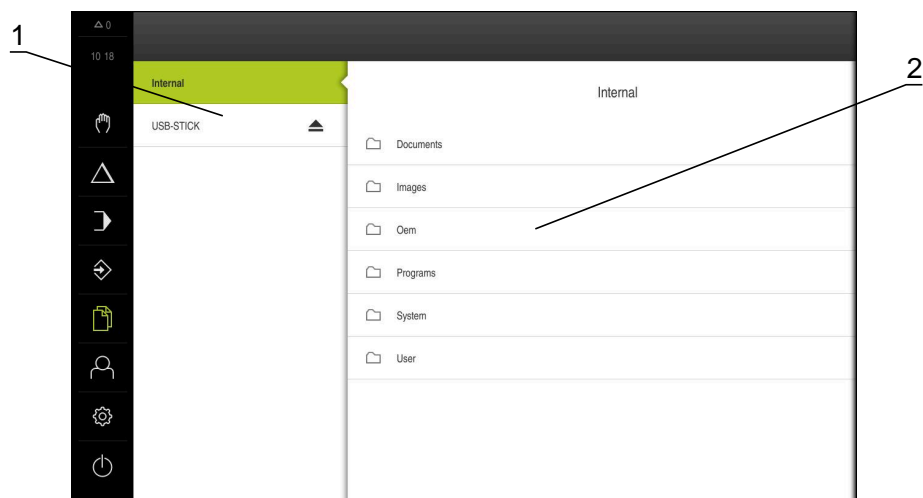 1
0
10 18
2
Internal
Internal
USB-STICK
Documents
Images
Oem
Programs
System
User